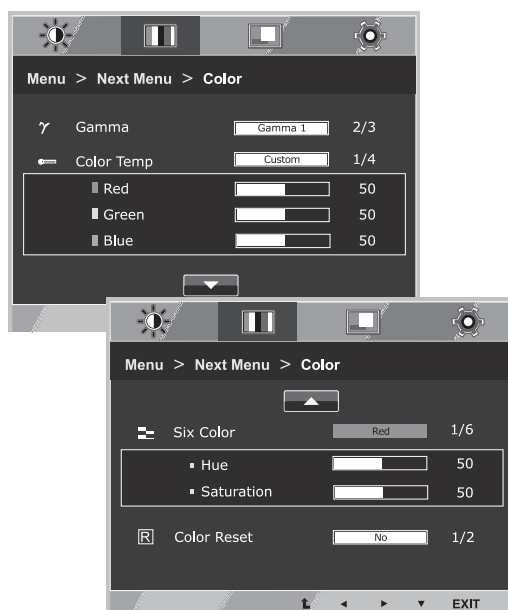 Menu > Next Menu > Color
γ Gamma Gamma 1 2/3
Color Temp Custom 1/4
Red 50
Green 50
Blue 50
Menu > Next Menu > Color
Six Color Red 1/6
Hue 50
Saturation 50
R Color Reset No 1/2
EXIT